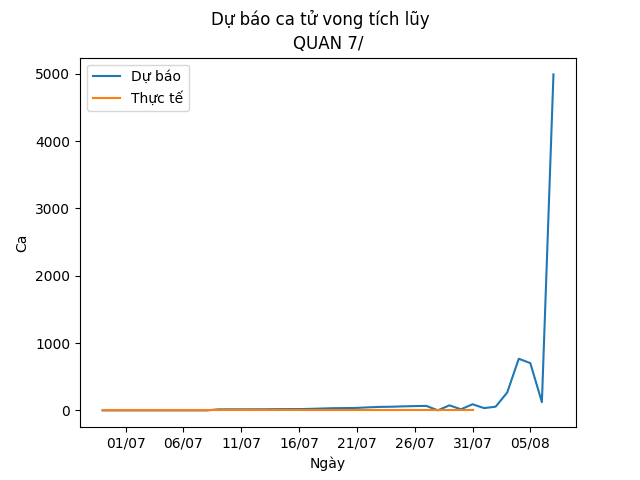 Dự báo ca tử vong tích lũy
QUAN 7/
Dự báo
Thực tế
5000
4000
3000
2000
1000
0
Ca
01/07 06/07 11/07 16/07 21/07 26/07 31/07 05/08
Ngày